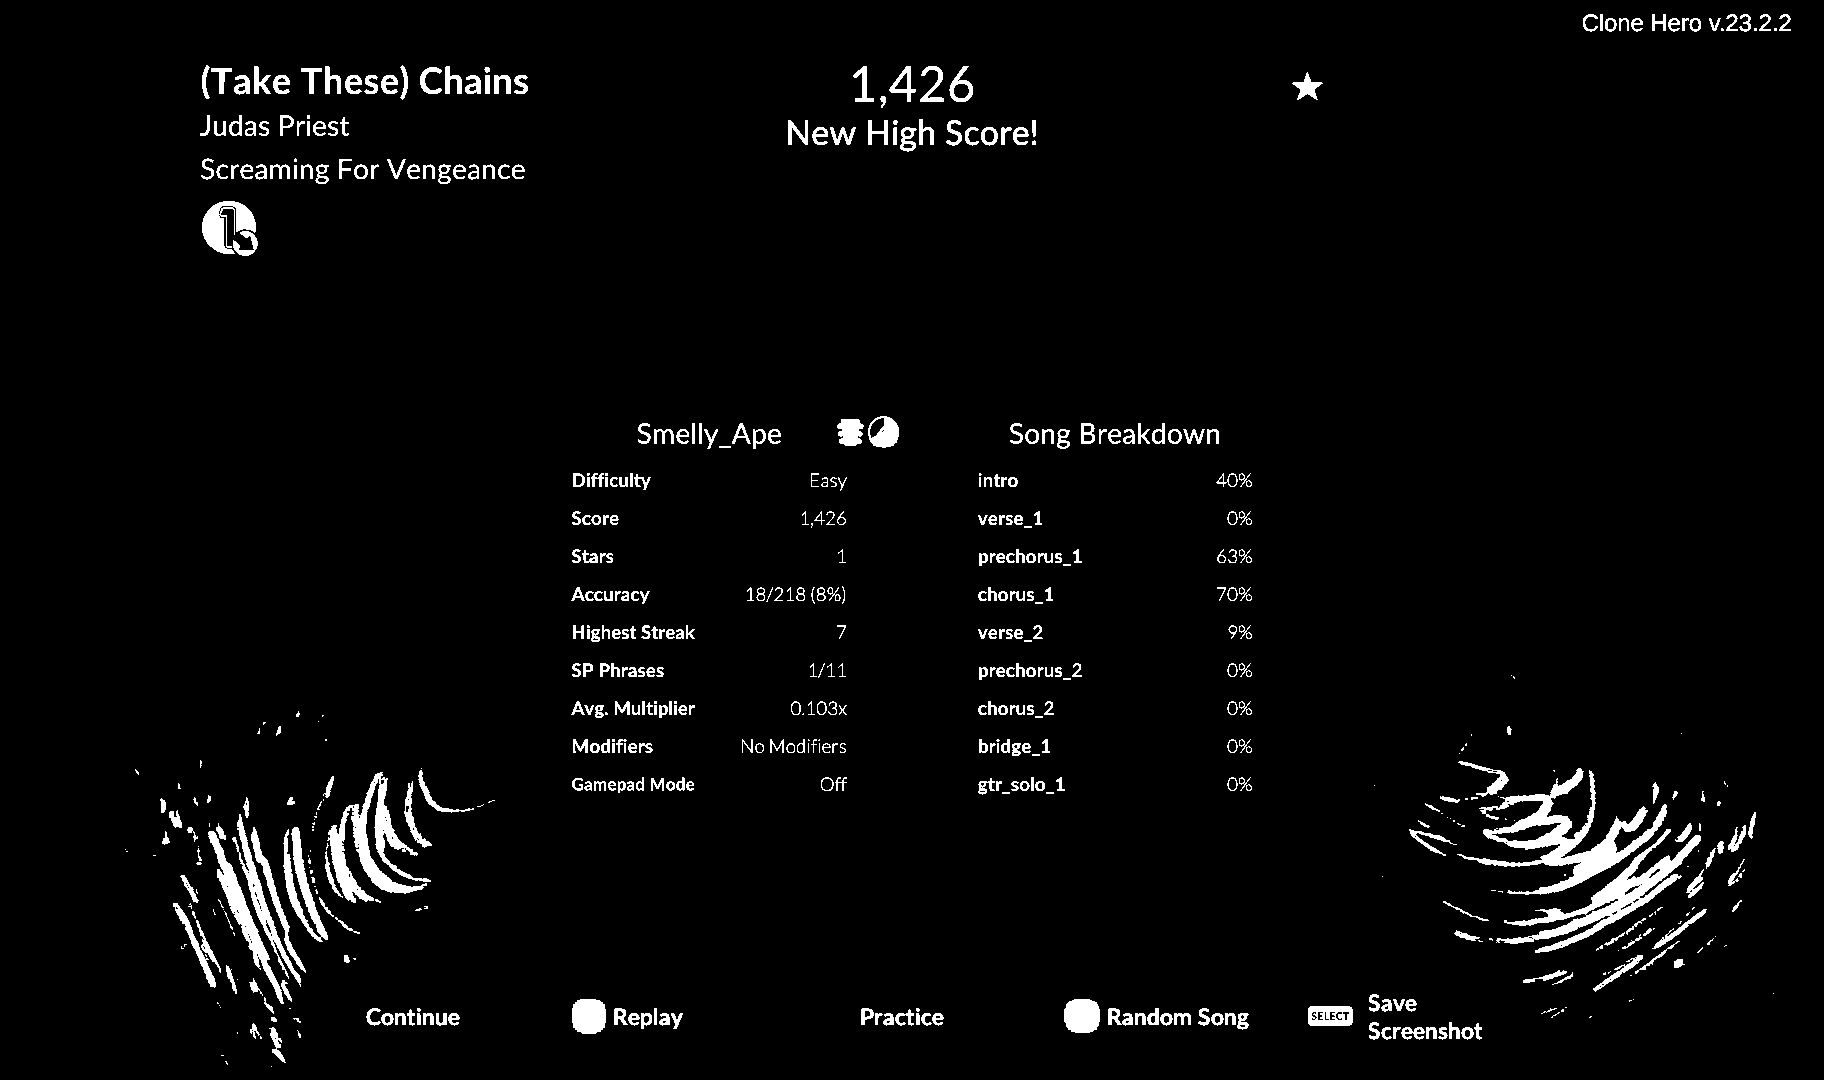 Clone Hero v.23.2.2
(Take These) Chains
Judas Priest
Screaming For Vengeance
1
1,426
New High Score!
Smelly_Ape
Difficulty Easy
Score 1,426
Stars 1
Accuracy 18/218 (8%)
Highest Streak 7
SP Phrases 1/11
Avg. Multiplier 0.103x
Modifiers No Modifiers
Gamepad Mode Off
Song Breakdown
intro 40%
verse_1 0%
prechorus_1 63%
chorus_1 70%
verse_2 9%
prechorus_2 0%
chorus_2 0%
bridge_1 0%
gtr_solo_1 0%
Continue
Replay
Practice
Random Song
SELECT
Save
Screenshot